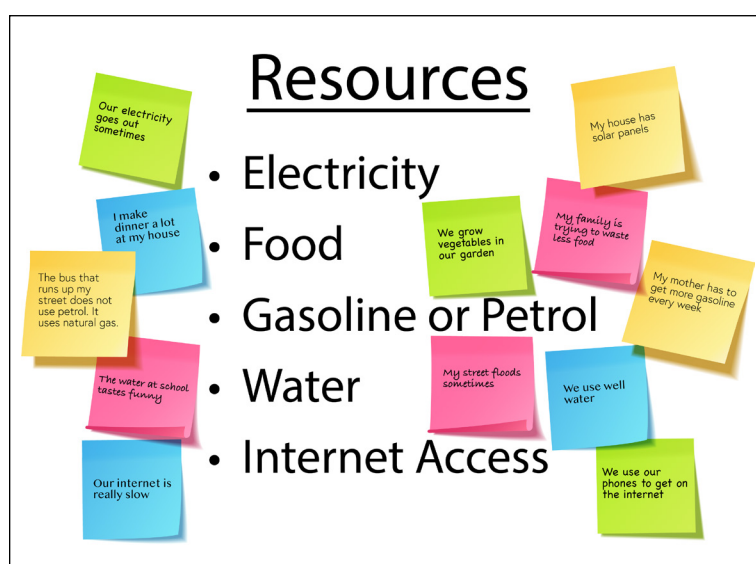 Resources
Our electricity
goes out
sometimes
My house has
solar panels
• Electricity
I make
dinner a lot
at my house
• Food
We grow
vegetables in
our garden
My family is
trying to waste
less food
The bus that
runs up my
street does not
use petrol. It
uses natural gas.
• Gasoline or Petrol
My mother has to
get more gasoline
every week
The water at school
tastes funny
• Water
My street floods
sometimes
We use well
water
Our internet is
really slow
• Internet Access
We use our
phones to get on
the internet